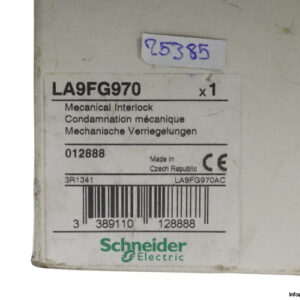 25385
LA9FG970 x1
Mecanical Interlock
Condamnation mécanique
Mechanische Verriegelungen
012888
Made in
Czech Republic CE
3R1341 LA9FG970AC
3 389110 128888
Schneider
Electric